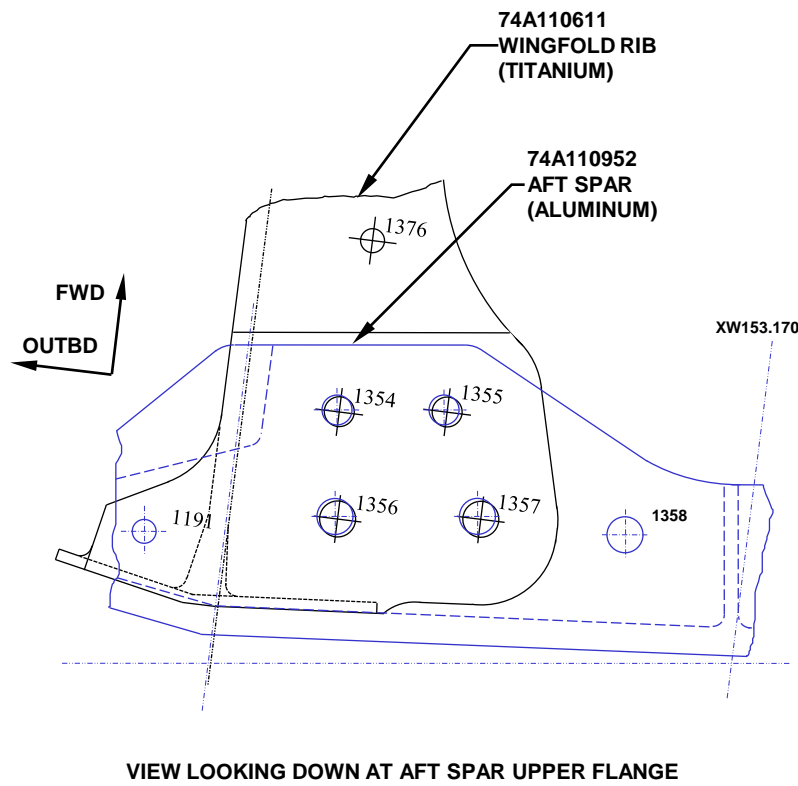 74A110611
WINGFOLD RIB
(TITANIUM)
74A110952
AFT SPAR
(ALUMINUM)
1376
FWD
XW153.170
OUTBD
1354
1355
1356
1357
1191
1358
VIEW LOOKING DOWN AT AFT SPAR UPPER FLANGE